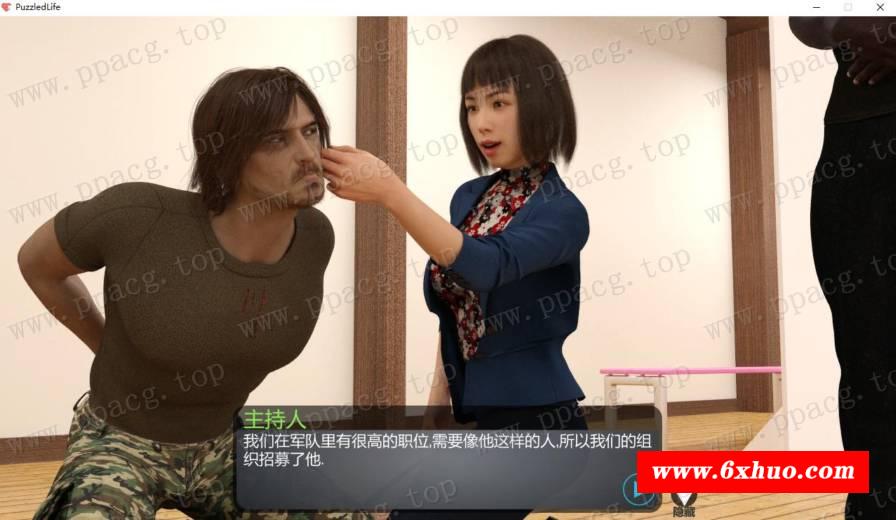 PuzzledLife
www.ppacg.top
主持人
我们在军队里有很高的职位,需要像他这样的人,所以我们的组
织招募了他.
www.6xhuo.com
隐藏